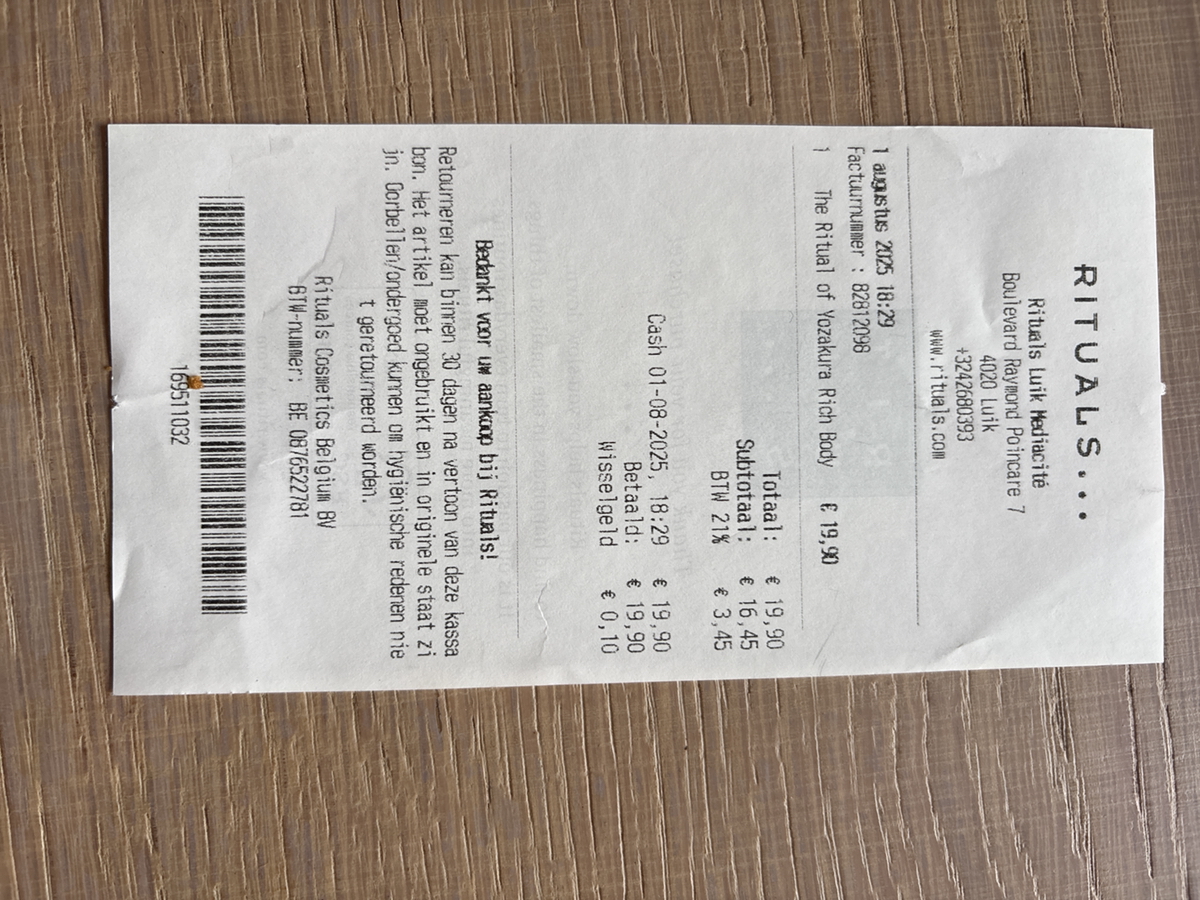 RITUALS...
Rituals Luik Mediacité
Boulevard Raymond Poincare 7
4020 Luik
+3242680393
www.rituals.com
1 augustus 2025 18:29
Factuurnummer : 82812098
1 The Ritual of Yozakura Rich Body € 19,90
Totaal: € 19,90
Subtotaal: € 16,45
BTW 21% € 3,45
Cash 01-08-2025, 18:29 € 19,90
Betaald: € 19,90
Wisselgeld € 0,10
Bedankt voor uw aankoop bij Rituals!
Retourneren kan binnen 30 dagen na vertoon van deze kassa
bon. Het artikel moet ongebruikt en in originele staat zi
jn. Oorbellen/ondergoed kunnen om hygiënische redenen nie
t geretourneerd worden.
Rituals Cosmetics Belgium BV
BTW-nummer: BE 0876522781
169511032